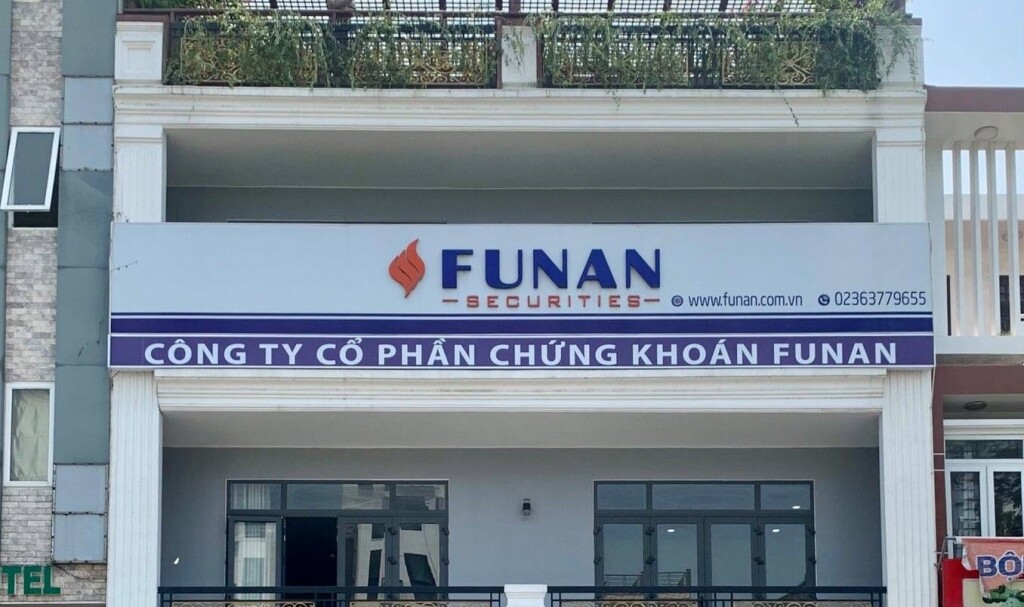 FUNAN
SECURITIES
www.funan.com.vn 02363779655
CÔNG TY CỔ PHẦN CHỨNG KHOÁN FUNAN
TEL
BÔ